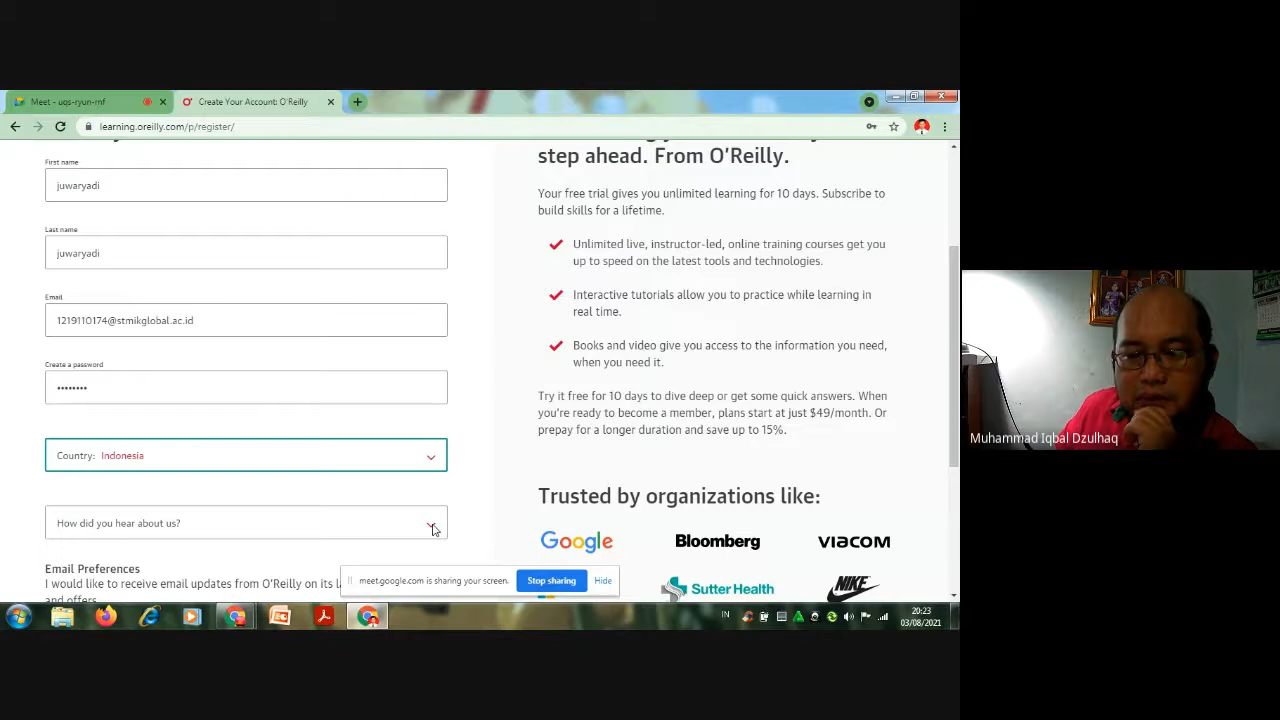 Meet - uqs-ryun-rnf
Create Your Account: O'Reilly
learning.oreilly.com/p/register/
First name
juwaryadi
Last name
juwaryadi
Email
1219110174@stmikglobal.ac.id
Create a password
••••••••
Country: Indonesia
How did you hear about us?
Email Preferences
I would like to receive email updates from O'Reilly on its
and offers
step ahead. From O'Reilly.
Your free trial gives you unlimited learning for 10 days. Subscribe to
build skills for a lifetime.
Unlimited live, instructor-led, online training courses get you
up to speed on the latest tools and technologies.
Interactive tutorials allow you to practice while learning in
real time.
Books and video give you access to the information you need,
when you need it.
Try it free for 10 days to dive deep or get some quick answers. When
you're ready to become a member, plans start at just $49/month. Or
prepay for a longer duration and save up to 15%.
Trusted by organizations like:
Google
Bloomberg
VIACOM
Sutter Health
NIKE
meet.google.com is sharing your screen.
Stop sharing
Hide
IN
20:23
03/08/2021
Muhammad Iqbal Dzulhaq